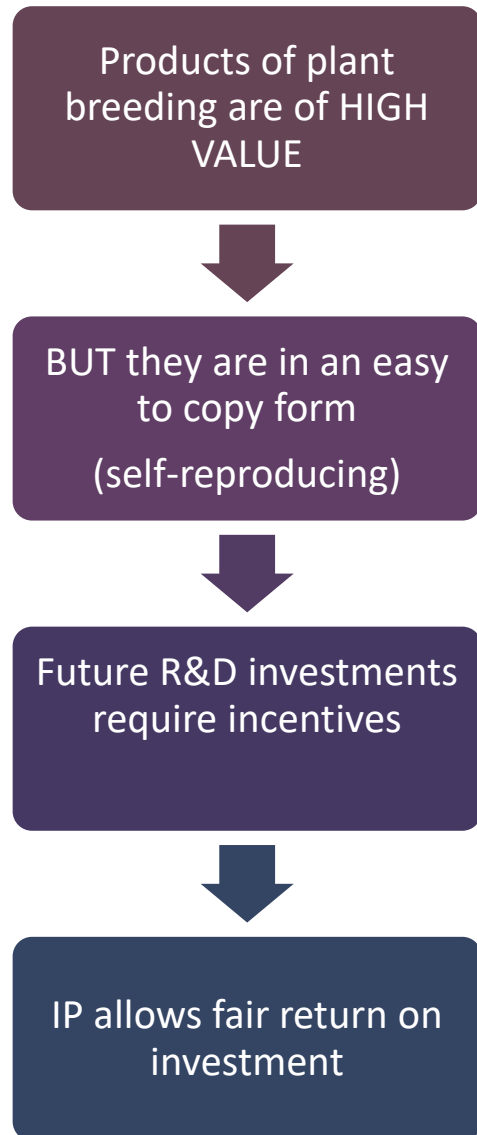 Products of plant
breeding are of HIGH
VALUE
BUT they are in an easy
to copy form
(self-reproducing)
Future R&D investments
require incentives
IP allows fair return on
investment